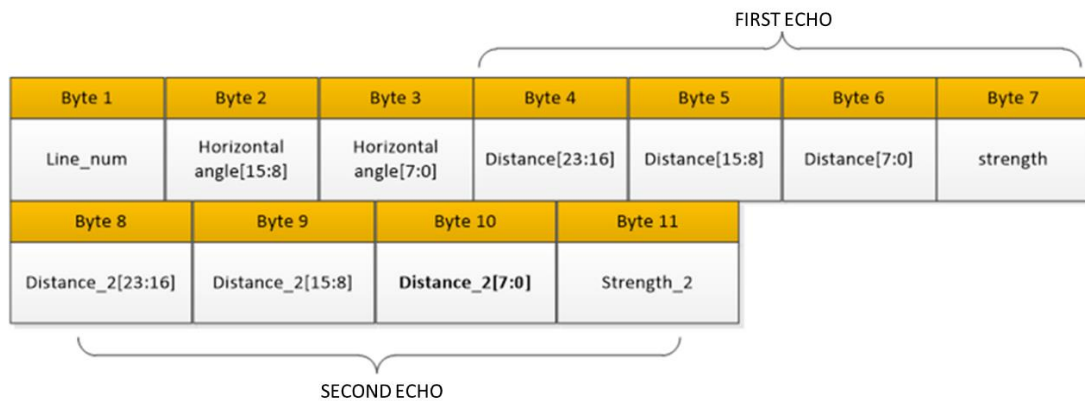 FIRST ECHO
Byte 1 Byte 2 Byte 3 Byte 4 Byte 5 Byte 6 Byte 7
Line_num Horizontal angle[15:8] Horizontal angle[7:0] Distance[23:16] Distance[15:8] Distance[7:0] strength
Byte 8 Byte 9 Byte 10 Byte 11
Distance_2[23:16] Distance_2[15:8] Distance_2[7:0] Strength_2
SECOND ECHO